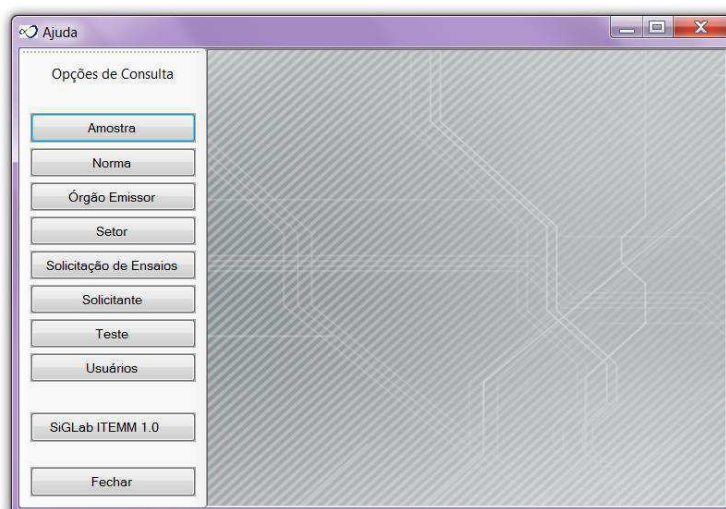 Ajuda
Opções de Consulta
Amostra
Norma
Órgão Emissor
Setor
Solicitação de Ensaios
Solicitante
Teste
Usuários
SiGLab ITEMM 1.0
Fechar